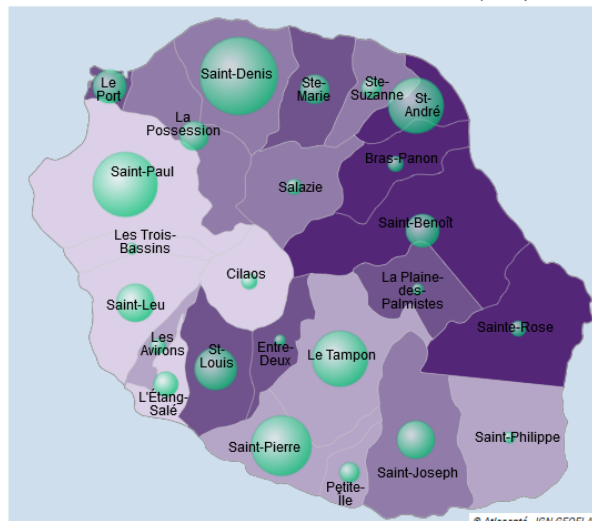 Saint-Denis
Le
Port
Ste-
Marie
Ste-
Suzanne
St-
André
La
Possession
Bras-Panon
Saint-Paul
Salazie
Saint-Benoît
Les Trois-
Bassins
Cilaos
La Plaine-
des-
Palmistes
Saint-Leu
Sainte-Rose
Les
Avirons
St-
Louis
Entre-
Deux
Le Tampon
L'Étang-
Salé
Saint-Pierre
Saint-Philippe
Saint-Joseph
Petite-
Île